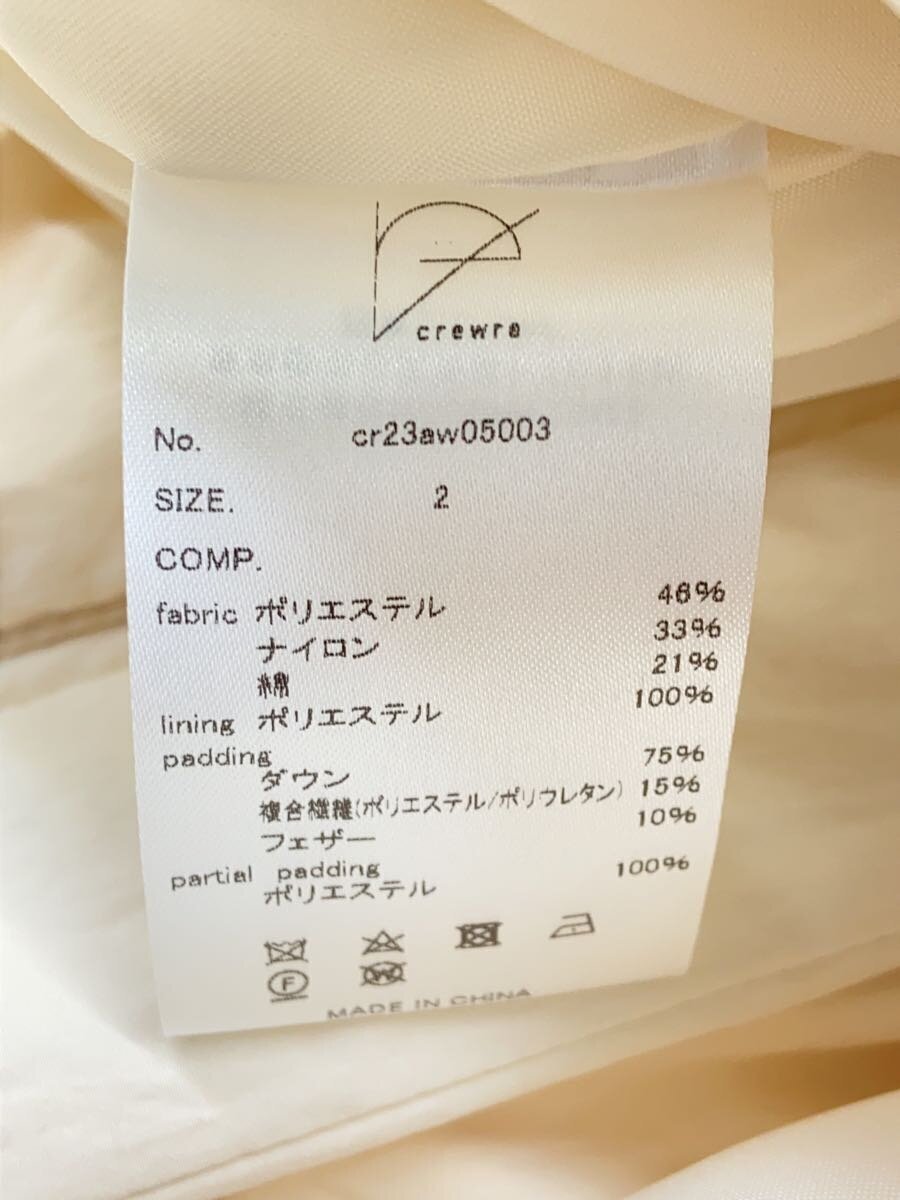 crewra
No. cr23aw05003
SIZE. 2
COMP.
fabric ポリエステル 46%
ナイロン 33%
綿 21%
lining ポリエステル 100%
padding
ダウン 75%
複合繊維(ポリエステル/ポリウレタン) 15%
フェザー 10%
partial padding
ポリエステル 100%
F
W
MADE IN CHINA